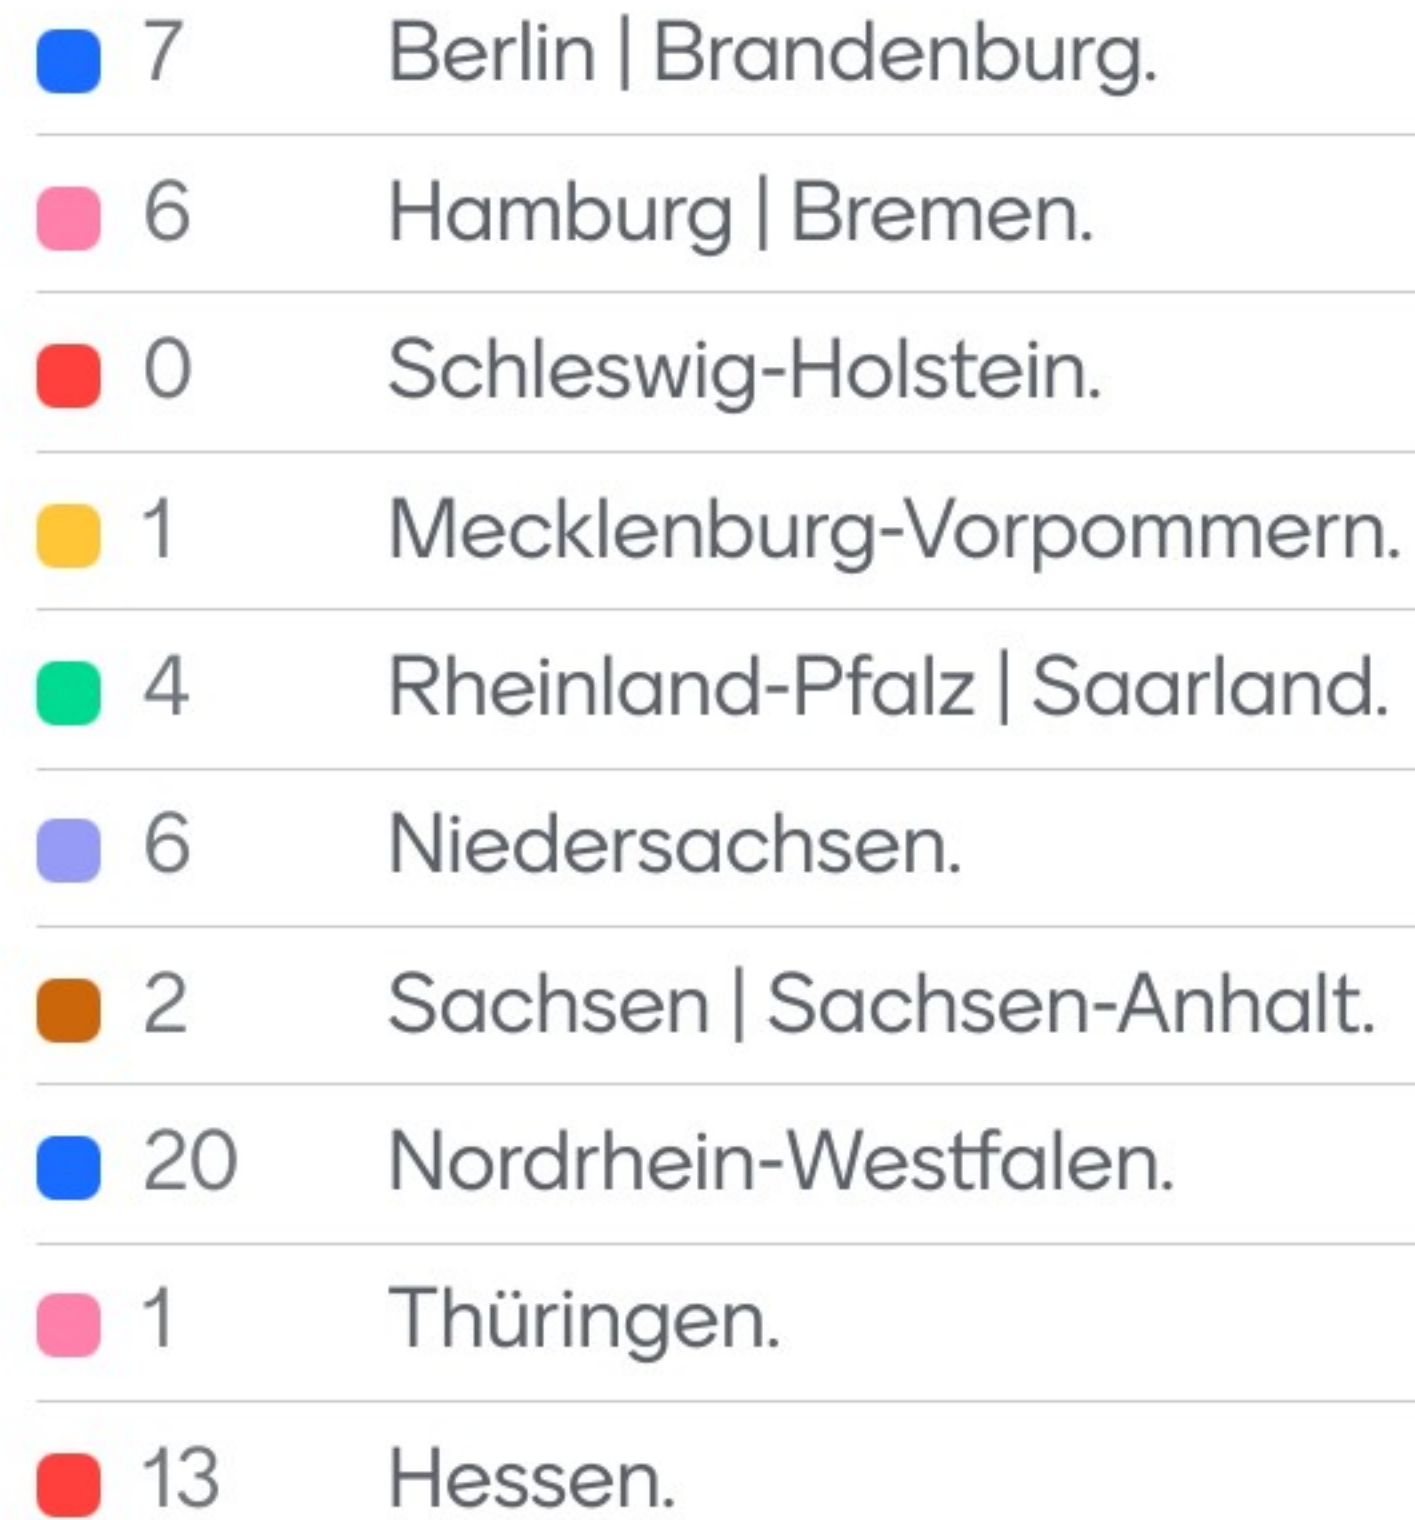 7 Berlin | Brandenburg.
6 Hamburg | Bremen.
0 Schleswig-Holstein.
1 Mecklenburg-Vorpommern.
4 Rheinland-Pfalz | Saarland.
6 Niedersachsen.
2 Sachsen | Sachsen-Anhalt.
20 Nordrhein-Westfalen.
1 Thüringen.
13 Hessen.